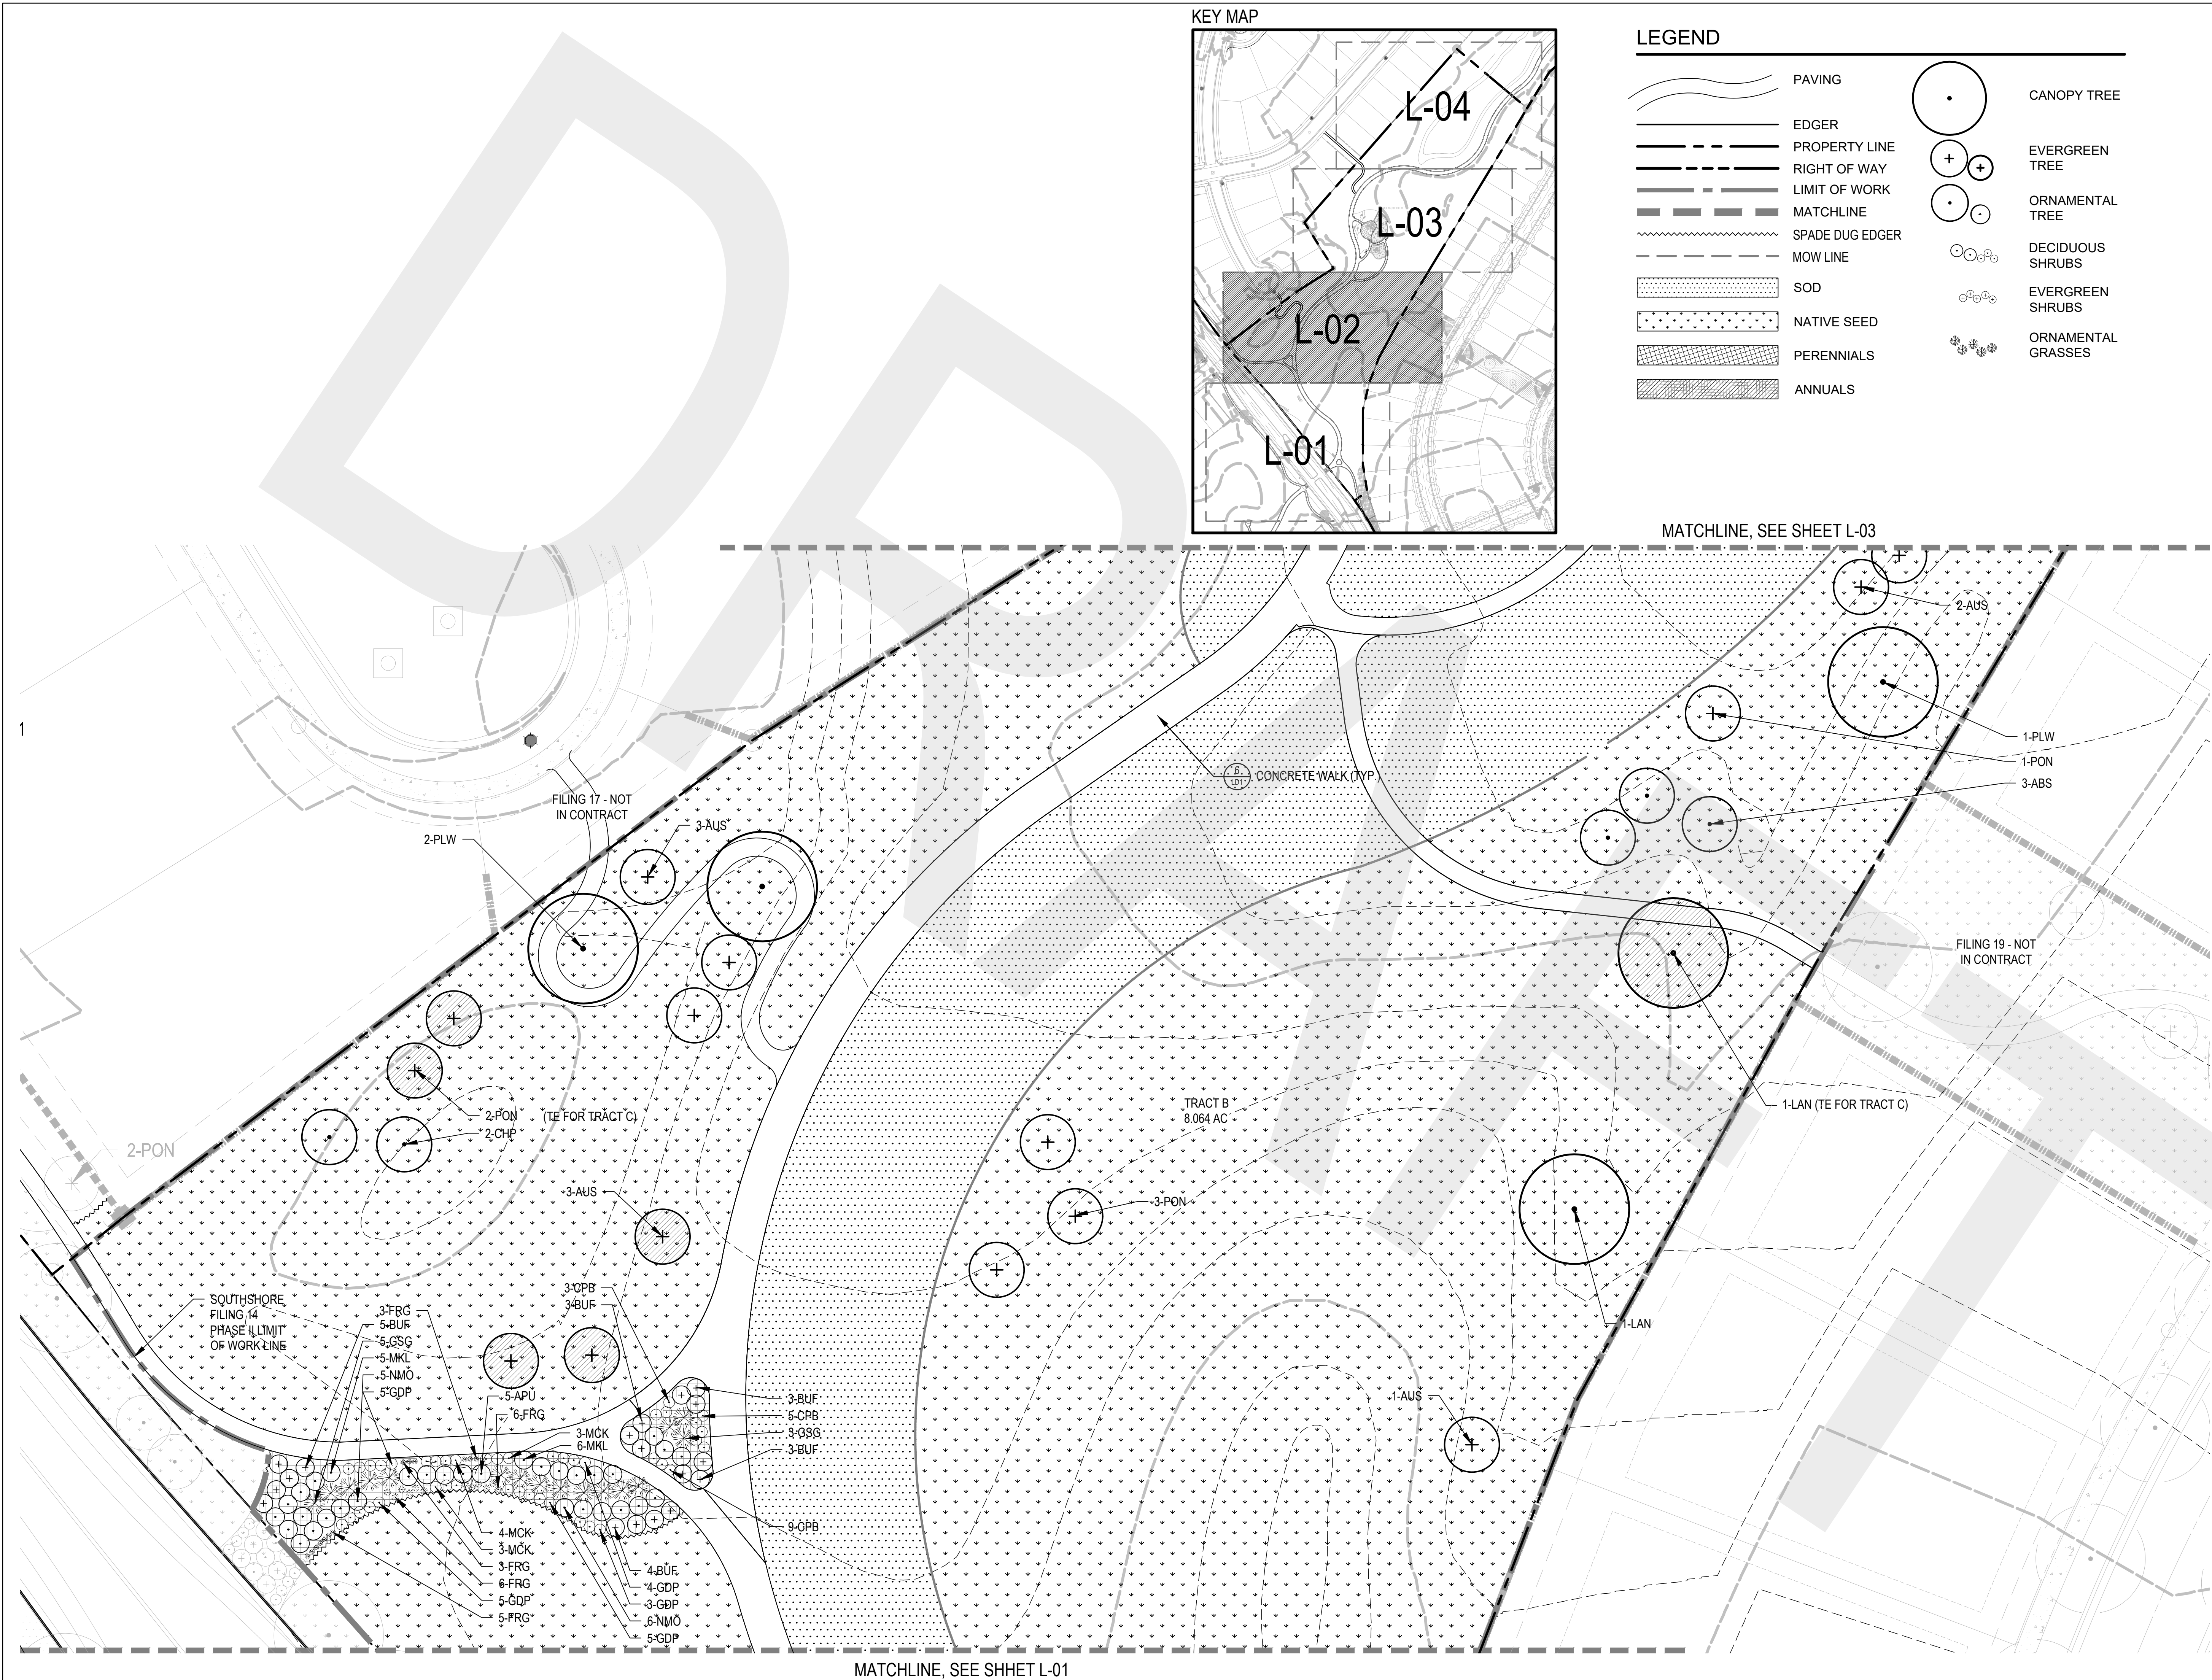 KEY MAP
L-04
L-03
L-02
L-01
LEGEND
PAVING
EDGER
PROPERTY LINE
RIGHT OF WAY
LIMIT OF WORK
MATCHLINE
SPADE DUG EDGER
MOW LINE
SOD
NATIVE SEED
PERENNIALS
ANNUALS
CANOPY TREE
EVERGREEN
TREE
ORNAMENTAL
TREE
DECIDUOUS
SHRUBS
EVERGREEN
SHRUBS
ORNAMENTAL
GRASSES
DRAFT
MATCHLINE, SEE SHEET L-03
1
2-AUS
1-PLW
1-PON
3-ABS
6
LD1
CONCRETE WALK (TYP.)
FILING 17 - NOT
IN CONTRACT
2-PLW
3-AUS
FILING 19 - NOT
IN CONTRACT
2-PON
(TE FOR TRACT C)
2-CHP
2-PON
TRACT B
8.064 AC
1-LAN (TE FOR TRACT C)
3-AUS
3-PON
3-CPB
3-BUF
SOUTHSHORE
FILING 14
PHASE II LIMIT
OF WORK LINE
3-FRG
5-BUF
5-GSG
5-MKL
5-NMO
5-GDP
5-APU
6-FRG
3-MCK
6-MKL
3-BUF
5-CPB
3-GSG
3-BUF
1-LAN
1-AUS
9-CPB
4-MCK
3-MCK
3-FRG
6-FRG
5-GDP
5-FRG
4-BUF
4-GDP
3-GDP
6-NMO
5-GDP
MATCHLINE, SEE SHHET L-01